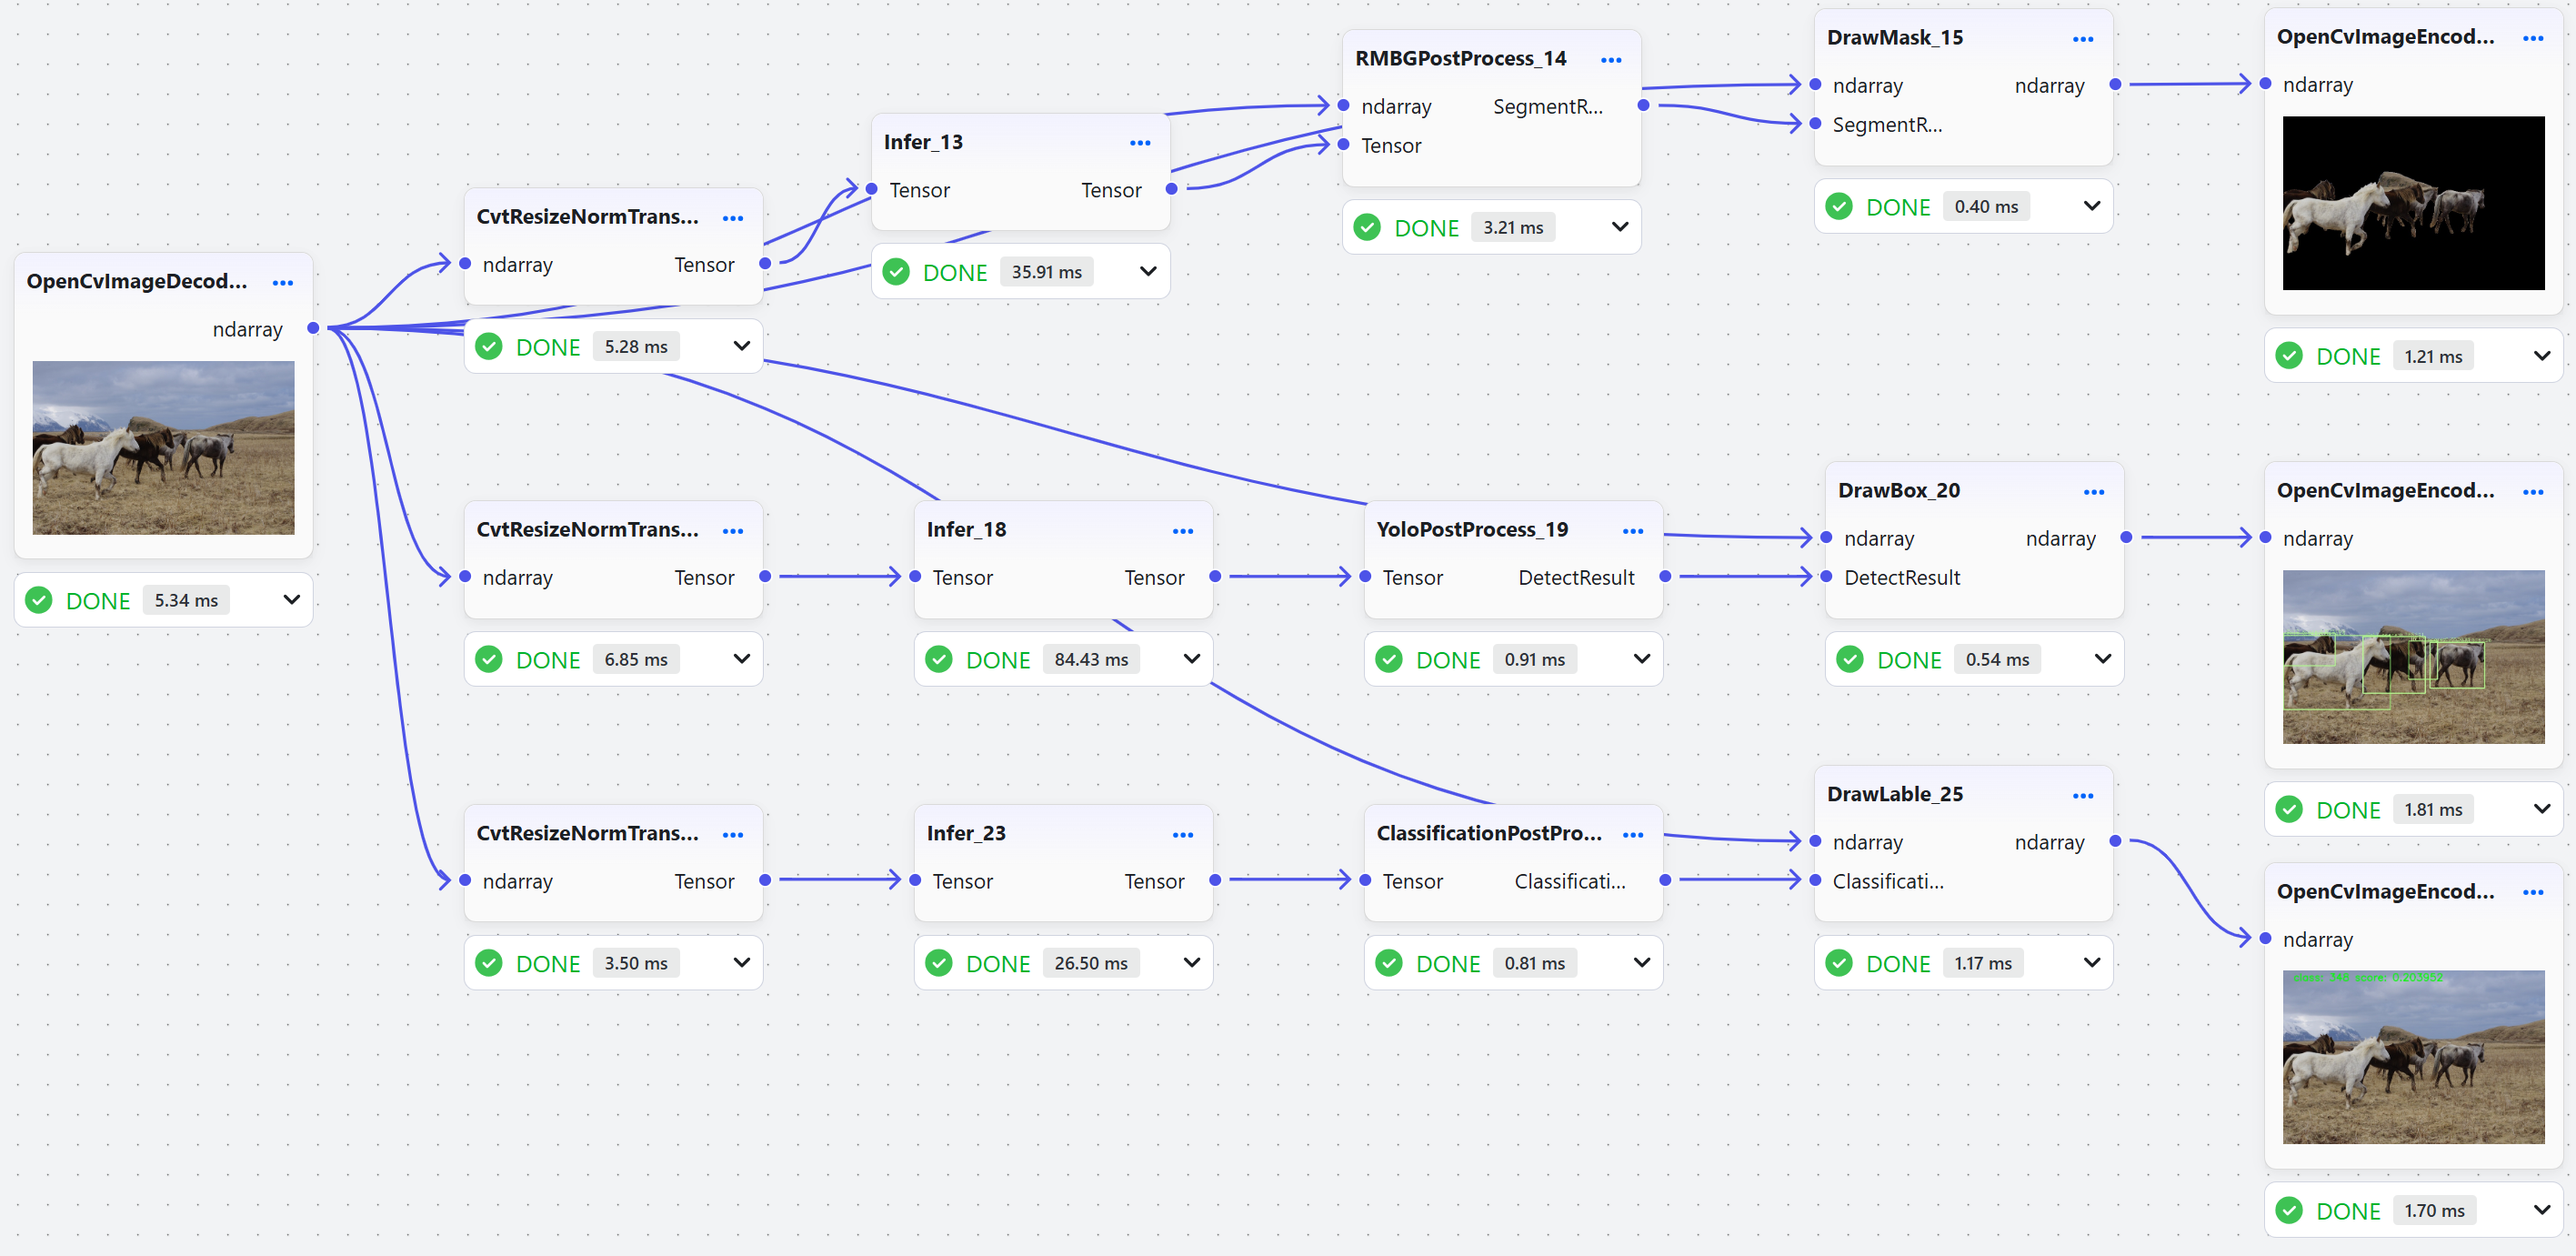 OpenCvImageDecod...
ndarray
DONE 5.34 ms
CvtResizeNormTrans...
ndarray Tensor
DONE 5.28 ms
Infer_13
Tensor Tensor
DONE 35.91 ms
RMBGPostProcess_14
ndarray SegmentR...
Tensor
DONE 3.21 ms
DrawMask_15
ndarray ndarray
SegmentR...
DONE 0.40 ms
OpenCvImageEncod...
ndarray
DONE 1.21 ms
CvtResizeNormTrans...
ndarray Tensor
DONE 6.85 ms
Infer_18
Tensor Tensor
DONE 84.43 ms
YoloPostProcess_19
Tensor DetectResult
DONE 0.91 ms
DrawBox_20
ndarray ndarray
DetectResult
DONE 0.54 ms
OpenCvImageEncod...
ndarray
DONE 1.81 ms
CvtResizeNormTrans...
ndarray Tensor
DONE 3.50 ms
Infer_23
Tensor Tensor
DONE 26.50 ms
ClassificationPostPro...
Tensor Classificati...
DONE 0.81 ms
DrawLable_25
ndarray ndarray
Classificati...
DONE 1.17 ms
OpenCvImageEncod...
ndarray
score:
DONE 1.70 ms